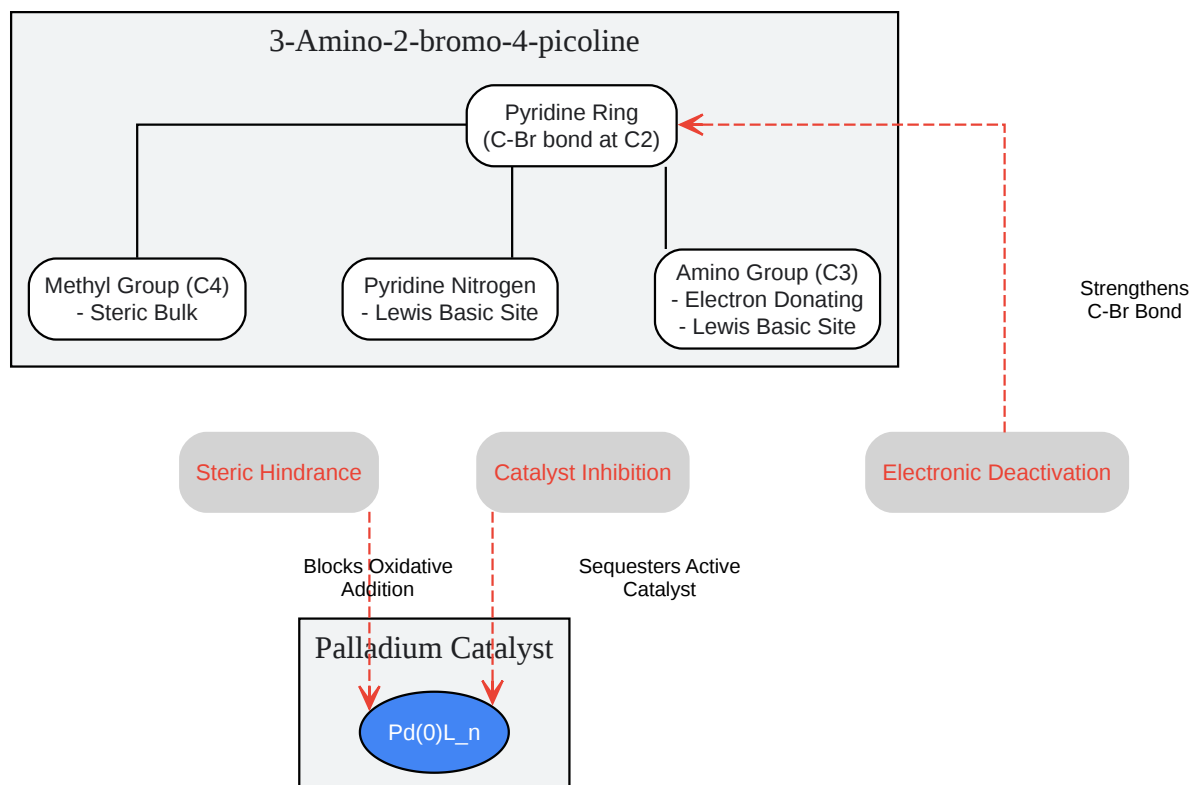 3-Amino-2-bromo-4-picoline
Pyridine Ring
(C-Br bond at C2)
Methyl Group (C4)
- Steric Bulk
Pyridine Nitrogen
- Lewis Basic Site
Amino Group (C3)
- Electron Donating
- Lewis Basic Site
Strengthens
C-Br Bond
Steric Hindrance
Catalyst Inhibition
Electronic Deactivation
Blocks Oxidative
Addition
Sequesters Active
Catalyst
Palladium Catalyst
Pd(0)L_n